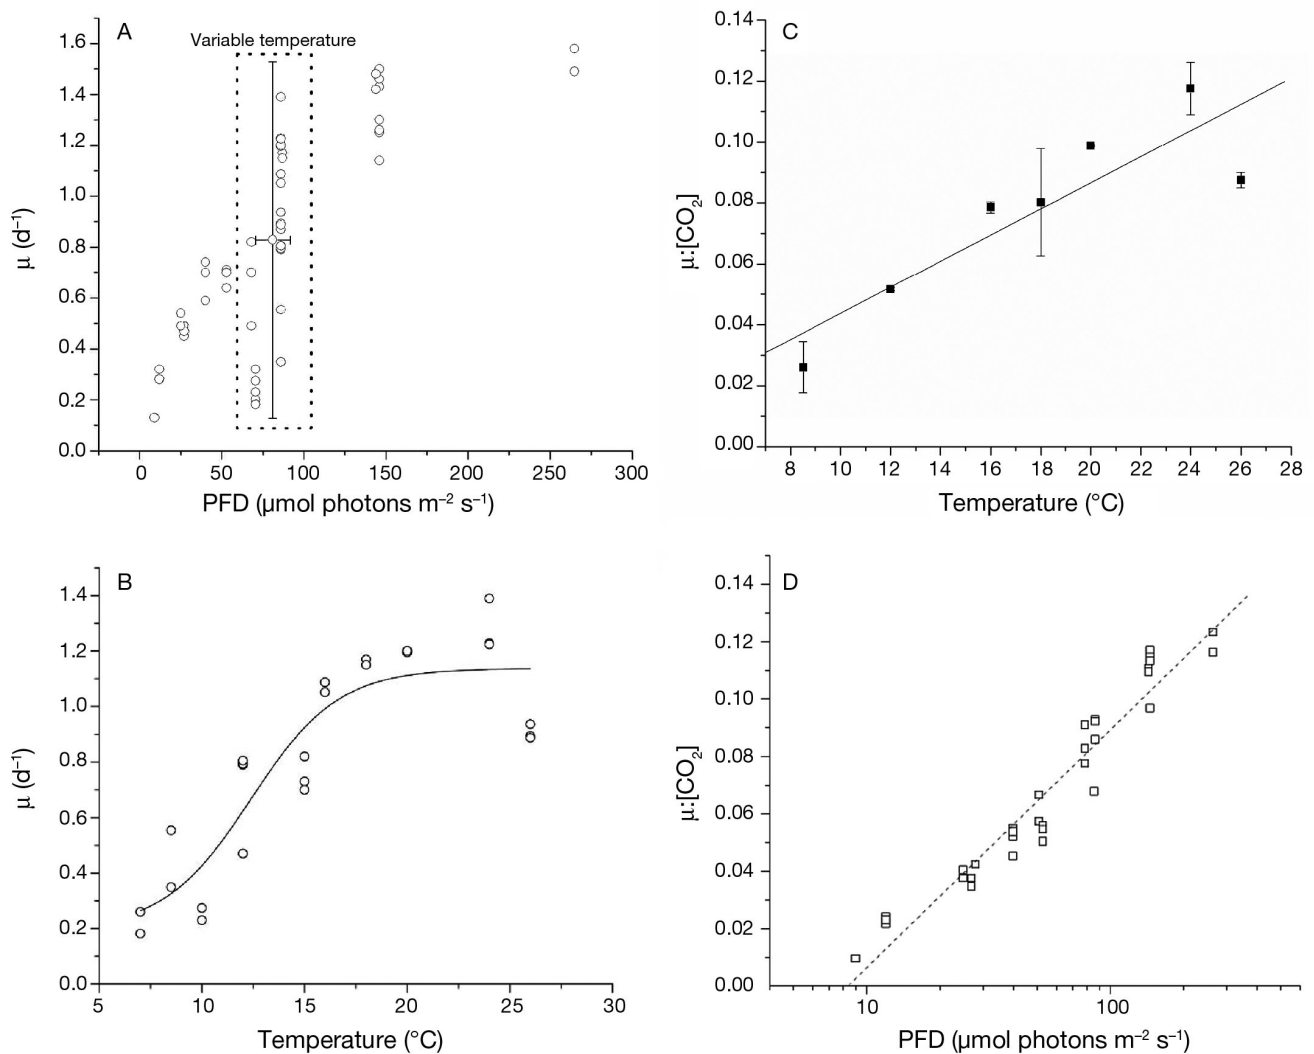 A
Variable temperature
1.6
1.4
1.2
1.0
0.8
0.6
0.4
0.2
0.0
μ (d⁻¹)
0 50 100 150 200 250 300
PFD (μmol photons m⁻² s⁻¹)
C
0.14
0.12
0.10
0.08
0.06
0.04
0.02
0.00
μ:[CO₂]
8 10 12 14 16 18 20 22 24 26 28
Temperature (°C)
B
1.4
1.2
1.0
0.8
0.6
0.4
0.2
0.0
μ (d⁻¹)
5 10 15 20 25 30
Temperature (°C)
D
0.14
0.12
0.10
0.08
0.06
0.04
0.02
0.00
μ:[CO₂]
10 100
PFD (μmol photons m⁻² s⁻¹)